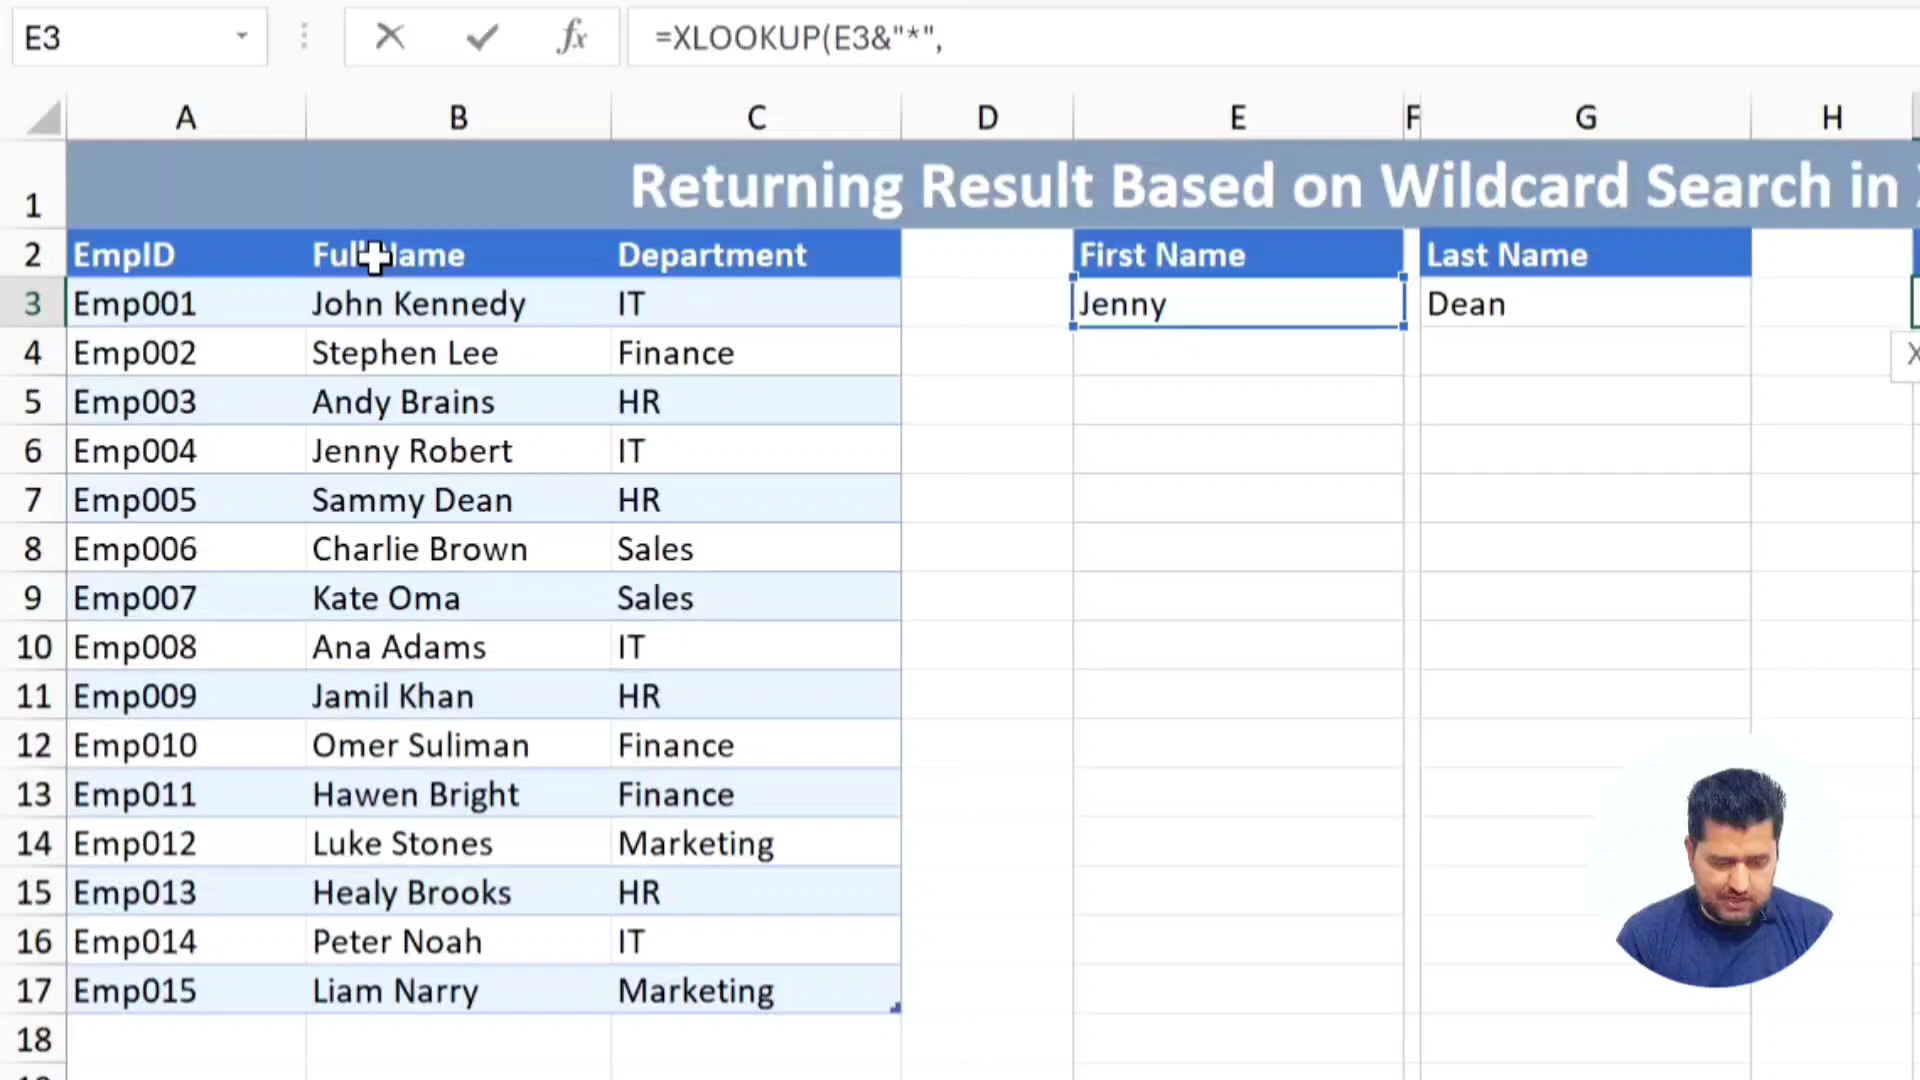 E3 fx =XLOOKUP(E3&"*",
A B C D E F G H
1 Returning Result Based on Wildcard Search in
2 EmpID Full Name Department First Name Last Name
3 Emp001 John Kennedy IT Jenny Dean
4 Emp002 Stephen Lee Finance X
5 Emp003 Andy Brains HR
6 Emp004 Jenny Robert IT
7 Emp005 Sammy Dean HR
8 Emp006 Charlie Brown Sales
9 Emp007 Kate Oma Sales
10 Emp008 Ana Adams IT
11 Emp009 Jamil Khan HR
12 Emp010 Omer Suliman Finance
13 Emp011 Hawen Bright Finance
14 Emp012 Luke Stones Marketing
15 Emp013 Healy Brooks HR
16 Emp014 Peter Noah IT
17 Emp015 Liam Narry Marketing
18